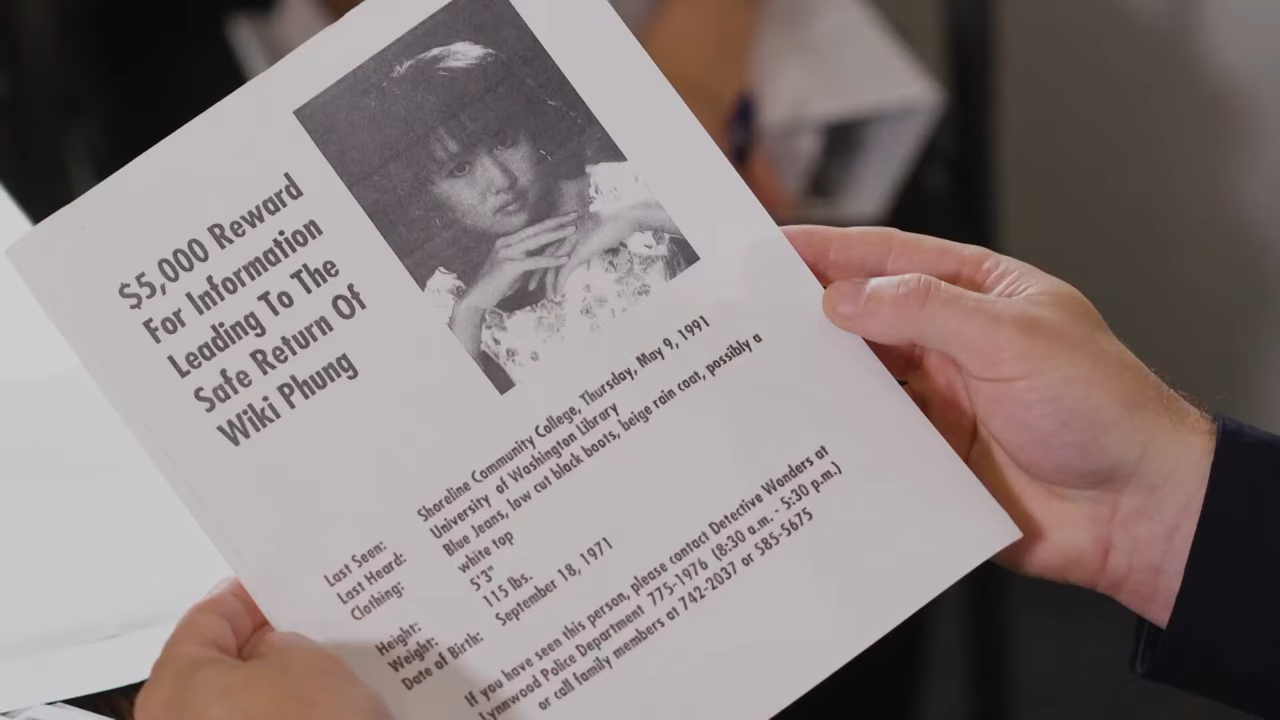 $5,000 Reward
For Information
Leading To The
Safe Return Of
Wiki Phung
Last Seen: Shoreline Community College, Thursday, May 9, 1991
Last Heard: University of Washington Library
Clothing: Blue Jeans, low cut black boots, beige rain coat, possibly a
white top
Height: 5'3"
Weight: 115 lbs.
Date of Birth: September 18, 1971
If you have seen this person, please contact Detective Wonders at
Lynnwood Police Department 775-1976 (8:30 a.m. - 5:30 p.m.)
or call family members at 742-2037 or 585-5675